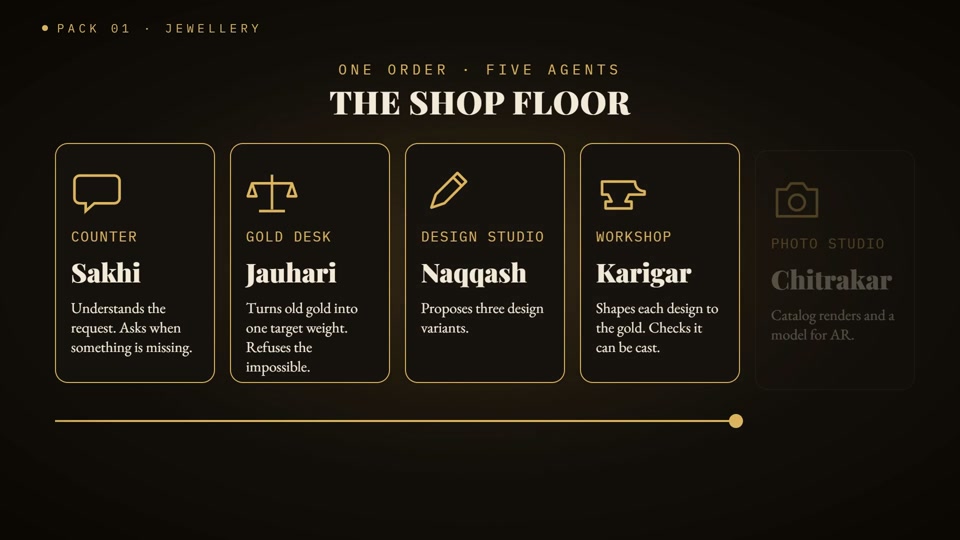 PACK 01 · JEWELLERY
ONE ORDER · FIVE AGENTS
THE SHOP FLOOR
COUNTER
Sakhi
Understands the
request. Asks when
something is missing.
GOLD DESK
Jauhari
Turns old gold into
one target weight.
Refuses the
impossible.
DESIGN STUDIO
Naqqash
Proposes three design
variants.
WORKSHOP
Karigar
Shapes each design to
the gold. Checks it
can be cast.
PHOTO STUDIO
Chitrakar
Catalog renders and a
model for AR.